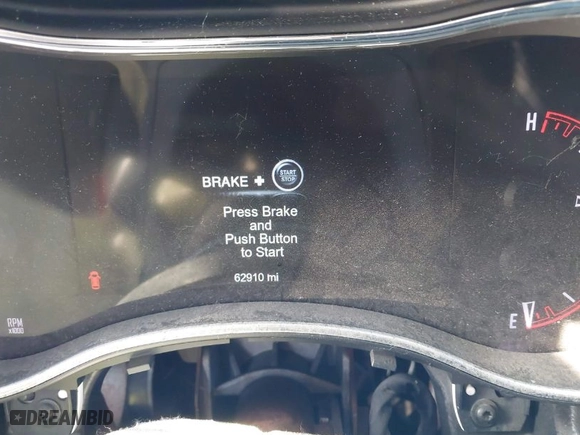 H
BRAKE + START
STOP
Press Brake
and
Push Button
to Start
62910 mi
RPM
x1000
E
DREAMBID